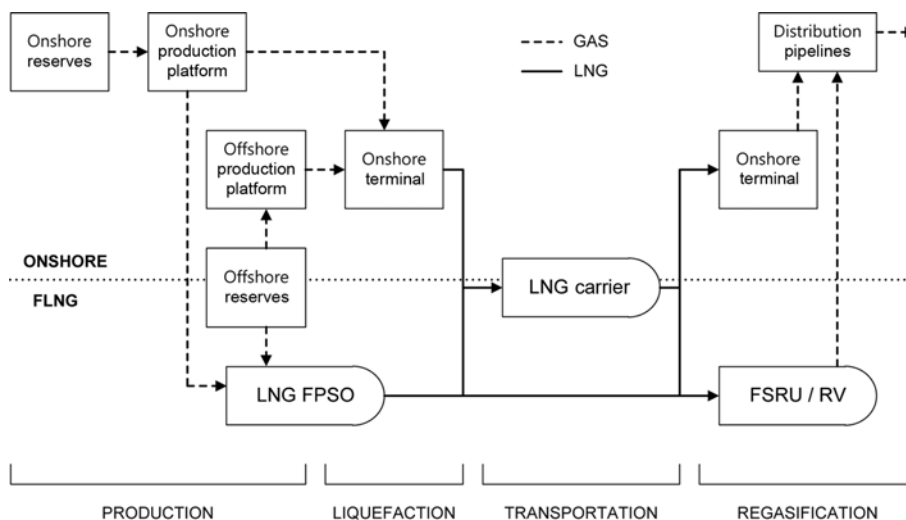 Onshore
reserves
Onshore
production
platform
GAS
LNG
Distribution
pipelines
Offshore
production
platform
Onshore
terminal
Onshore
terminal
ONSHORE
FLNG
Offshore
reserves
LNG carrier
LNG FPSO
FSRU / RV
PRODUCTION
LIQUEFACTION
TRANSPORTATION
REGASIFICATION